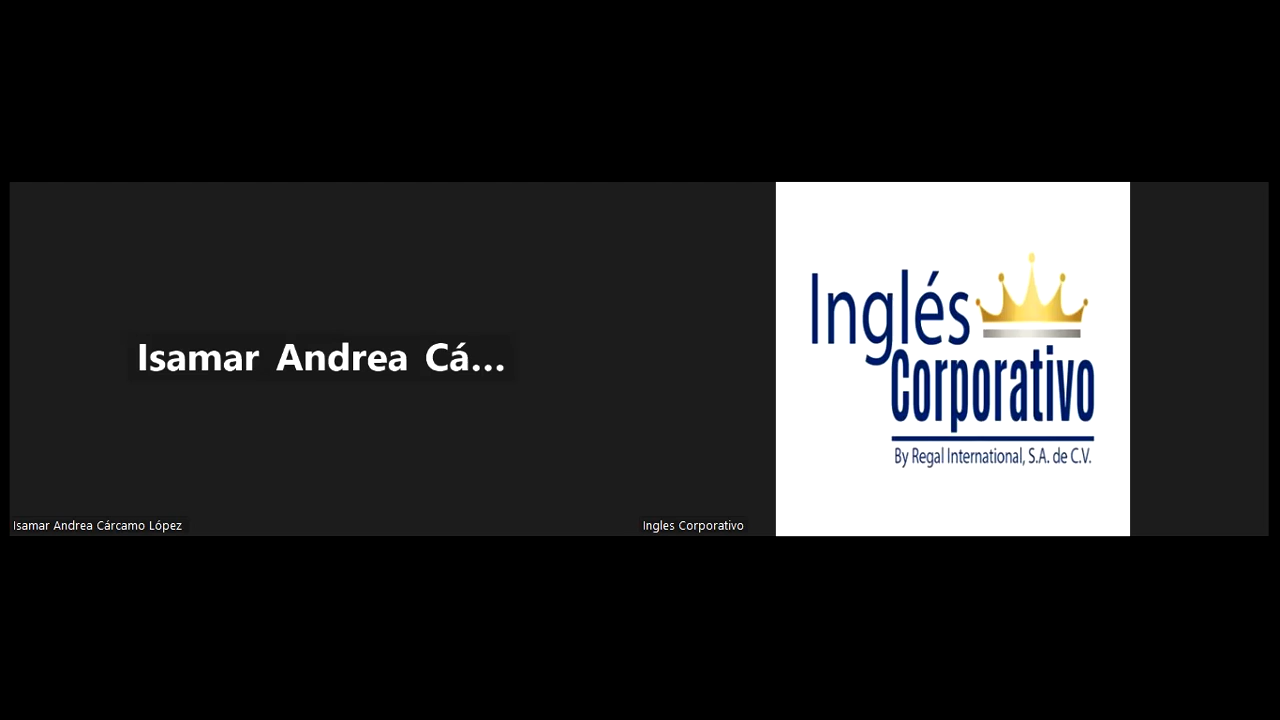 Isamar Andrea Cá...
Isamar Andrea Cárcamo López
Inglés
Corporativo
By Regal International, S.A. de C.V.
Ingles Corporativo